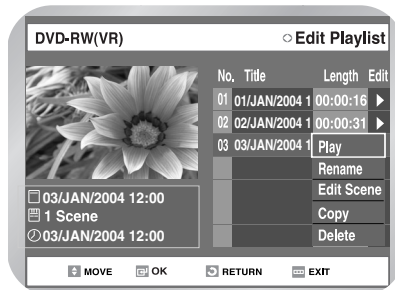 DVD-RW(VR) Edit Playlist
No. Title Length Edit
01 01/JAN/2004 1 00:00:16
02 02/JAN/2004 1 00:00:31
03 03/JAN/2004 1 Play
Rename
Edit Scene
Copy
Delete
03/JAN/2004 12:00
1 Scene
03/JAN/2004 12:00
MOVE OK RETURN EXIT